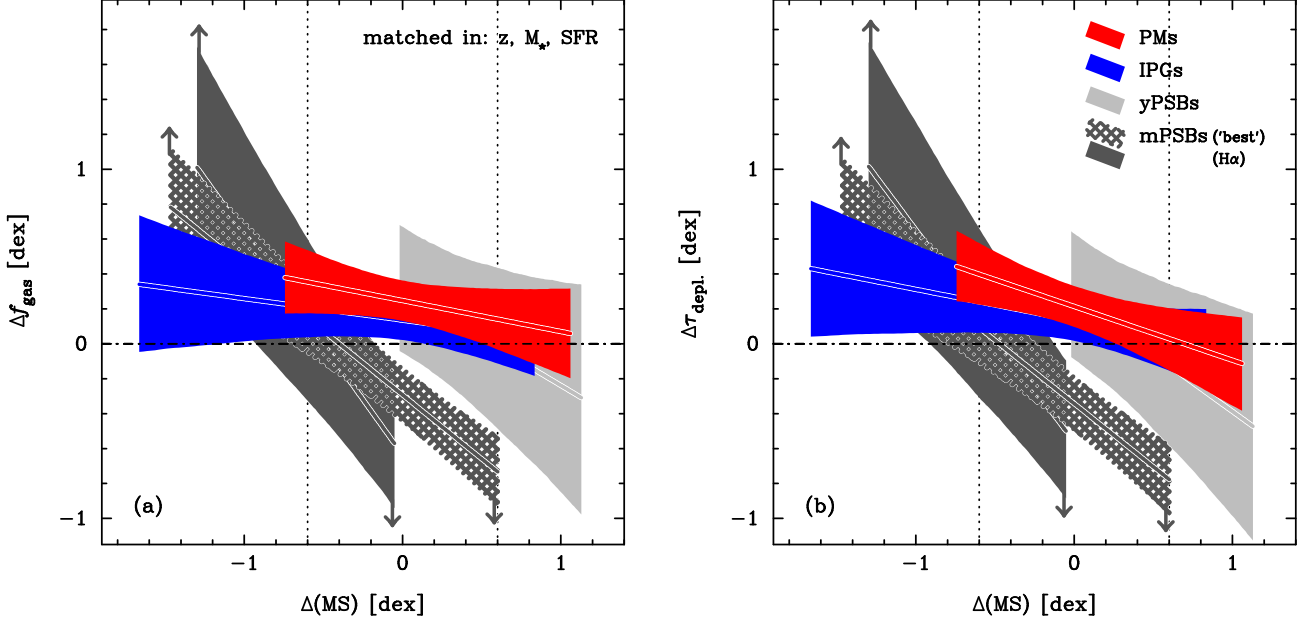 matched in: z, M*, SFR
1
0
−1
Δfgas [dex]
(a)
−1
0
1
Δ(MS) [dex]
PMs
IPGs
yPSBs
mPSBs ('best')
(Hα)
1
0
−1
Δτdepl. [dex]
(b)
−1
0
1
Δ(MS) [dex]